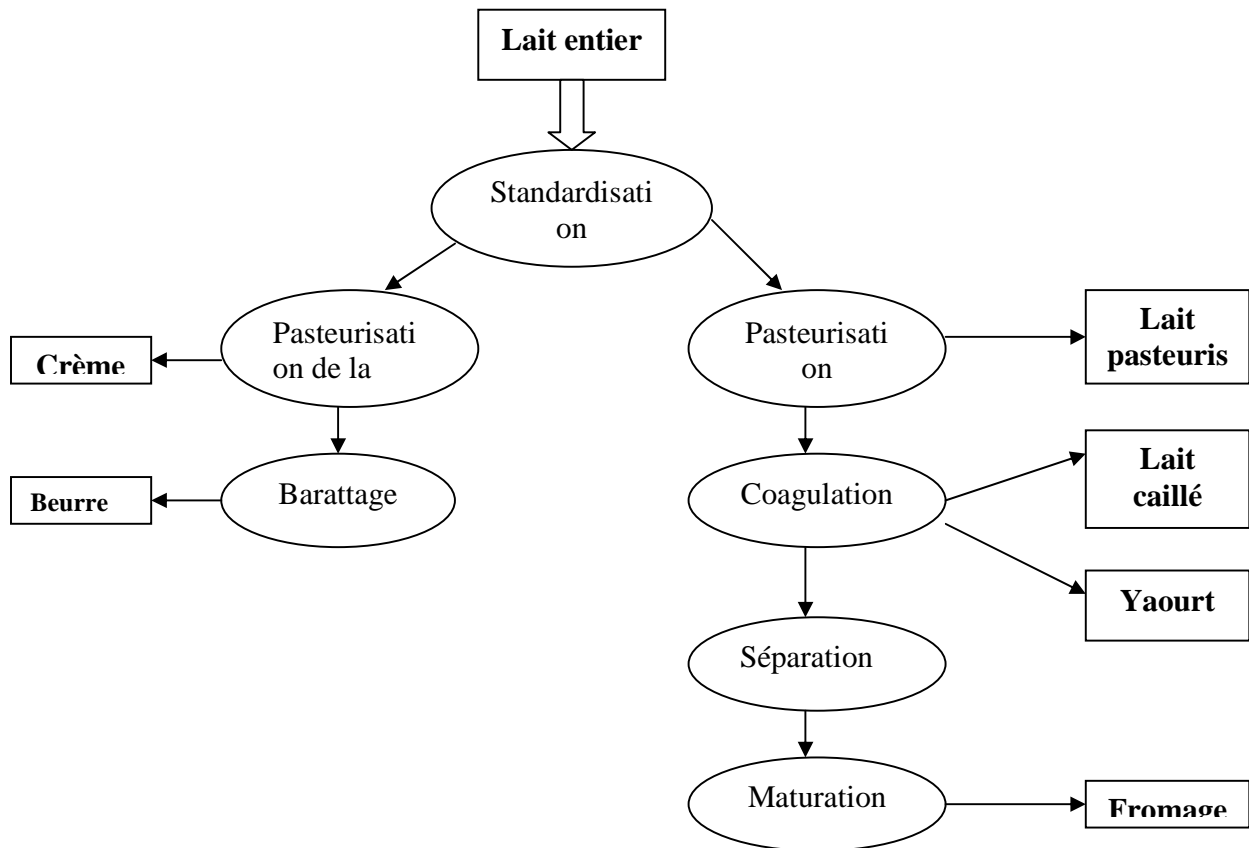 Lait entier
Standardisati
on
Pasteurisati
on de la
Pasteurisati
on
Lait
pasteuris
Crème
Barattage
Coagulation
Lait
caillé
Beurre
Yaourt
Séparation
Maturation
Fromage